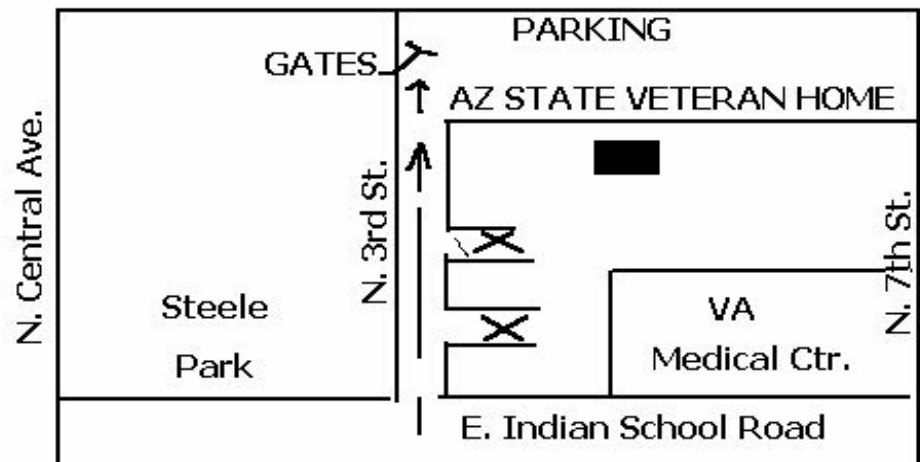 PARKING
GATES
AZ STATE VETERAN HOME
N. Central Ave.
N. 3rd St.
N. 7th St.
Steele
Park
VA
Medical Ctr.
E. Indian School Road